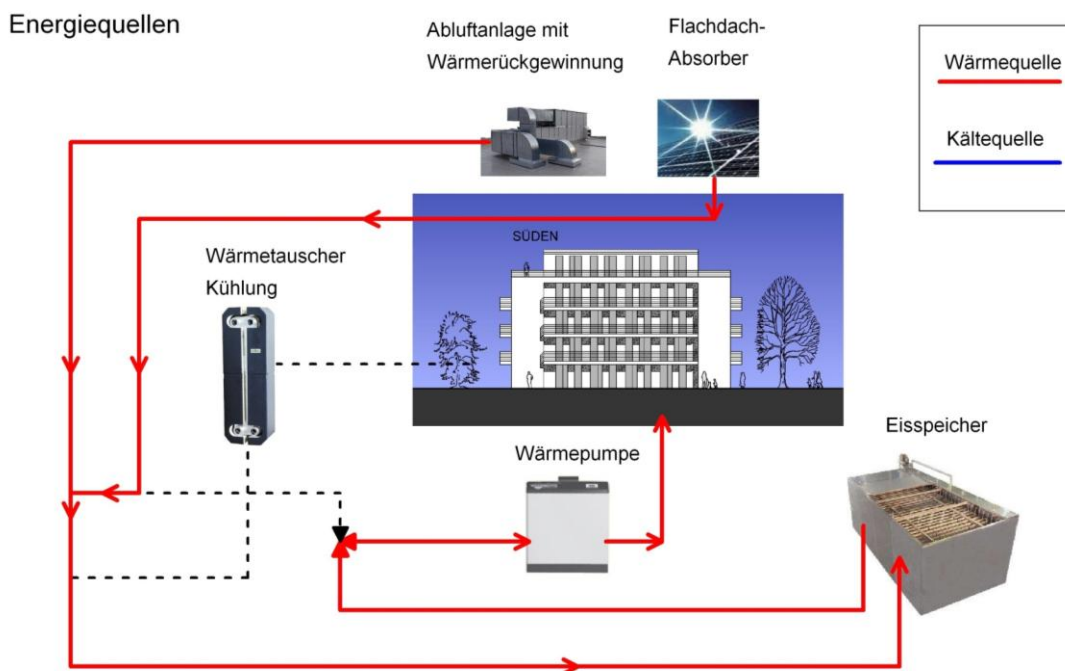 Energiequellen
Abluftanlage mit
Wärmerückgewinnung
Flachdach-
Absorber
Wärmequelle
Kältequelle
SÜDEN
Wärmetauscher
Kühlung
Wärmepumpe
Eisspeicher